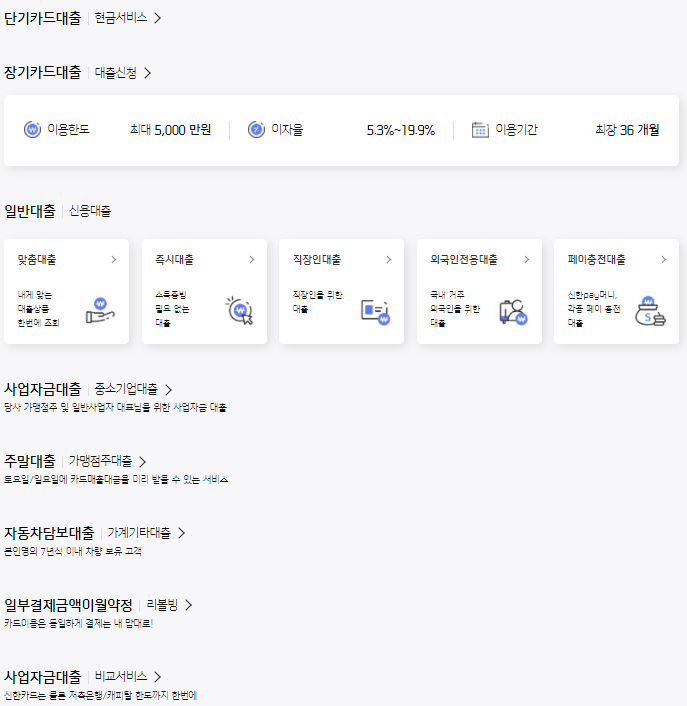 단기카드대출 현금서비스
장기카드대출 대출신청
이용한도 최대 5,000 만원 이자율 5.3%~19.9% 이용기간 최장 36 개월
일반대출 신용대출
맞춤대출
내게 맞는
대출상품
한번에 조회
즉시대출
소득증빙
필요 없는
대출
직장인대출
직장인을 위한
대출
외국인전용대출
국내 거주
외국인을 위한
대출
페이충전대출
신한pay머니,
각종 페이 충전
대출
사업자금대출 중소기업대출
당사 가맹점주 및 일반사업자 대표님을 위한 사업자금 대출
주말대출 가맹점주대출
토요일/일요일에 카드매출대금을 미리 받을 수 있는 서비스
자동차담보대출 가계기타대출
본인명의 7년식 이내 차량 보유 고객
일부결제금액이월약정 리볼빙
카드이용은 동일하게 결제는 내 맘대로!
사업자금대출 비교서비스
신한카드는 물론 저축은행/캐피탈 한도까지 한번에